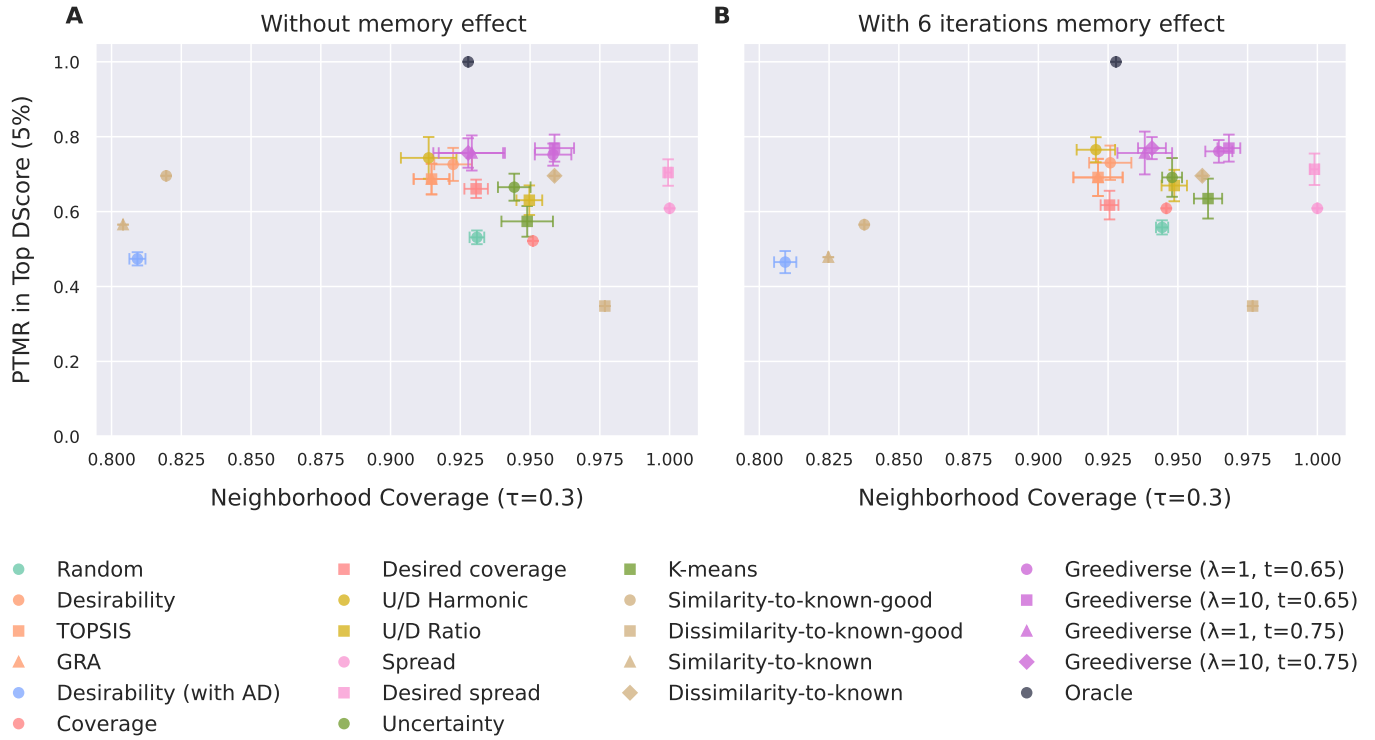 A
Without memory effect
B
With 6 iterations memory effect
PTMR in Top DScore (5%)
1.0
0.8
0.6
0.4
0.2
0.0
0.800 0.825 0.850 0.875 0.900 0.925 0.950 0.975 1.000
0.800 0.825 0.850 0.875 0.900 0.925 0.950 0.975 1.000
Neighborhood Coverage (τ=0.3)
Neighborhood Coverage (τ=0.3)
Random
Desirability
TOPSIS
GRA
Desirability (with AD)
Coverage
Desired coverage
U/D Harmonic
U/D Ratio
Spread
Desired spread
Uncertainty
K-means
Similarity-to-known-good
Dissimilarity-to-known-good
Similarity-to-known
Dissimilarity-to-known
Greediverse (λ=1, t=0.65)
Greediverse (λ=10, t=0.65)
Greediverse (λ=1, t=0.75)
Greediverse (λ=10, t=0.75)
Oracle